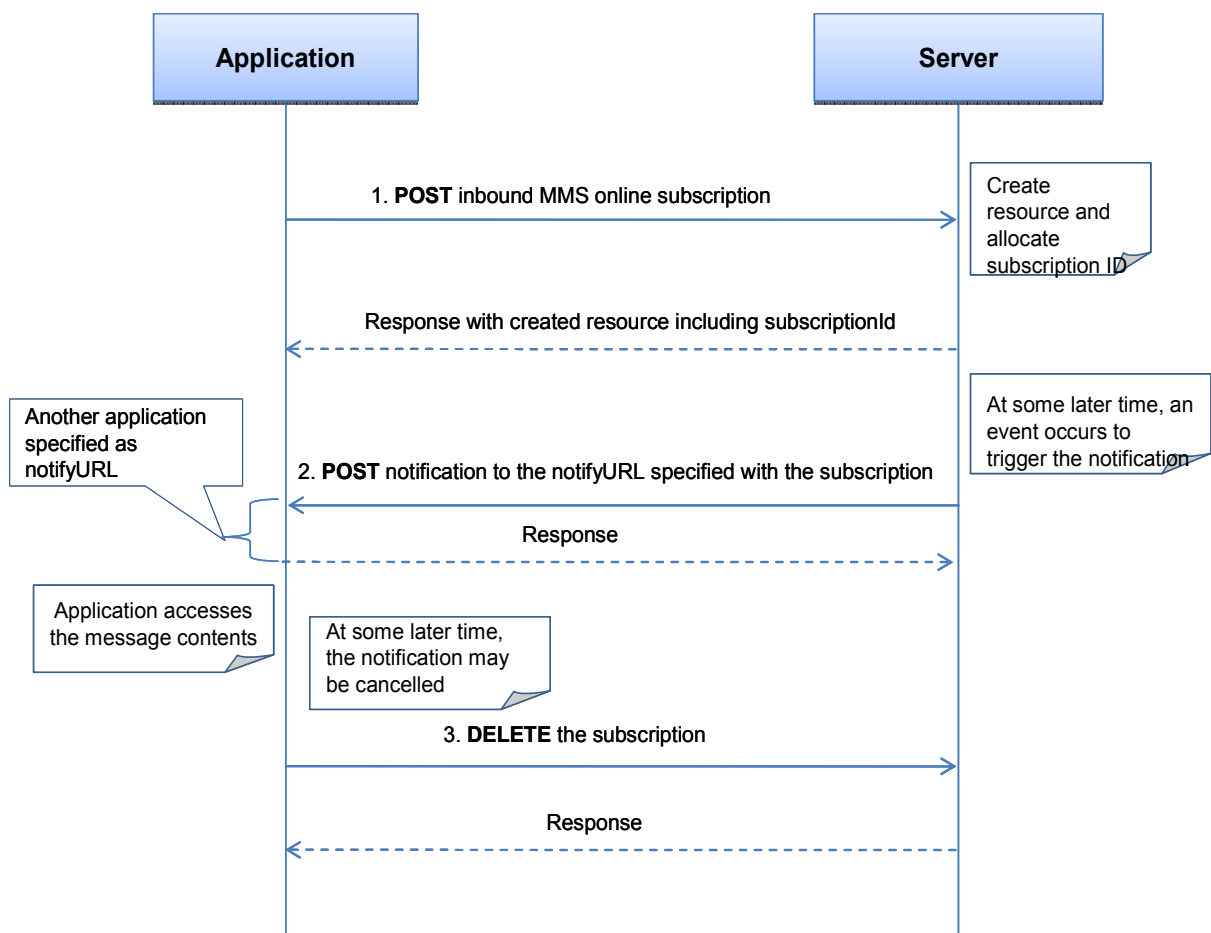 Application
Server
1. POST inbound MMS online subscription
Create
resource and
allocate
subscription ID
Response with created resource including subscriptionId
At some later time, an
event occurs to
trigger the notification
Another application
specified as
notifyURL
2. POST notification to the notifyURL specified with the subscription
Response
Application accesses
the message contents
At some later time,
the notification may
be cancelled
3. DELETE the subscription
Response